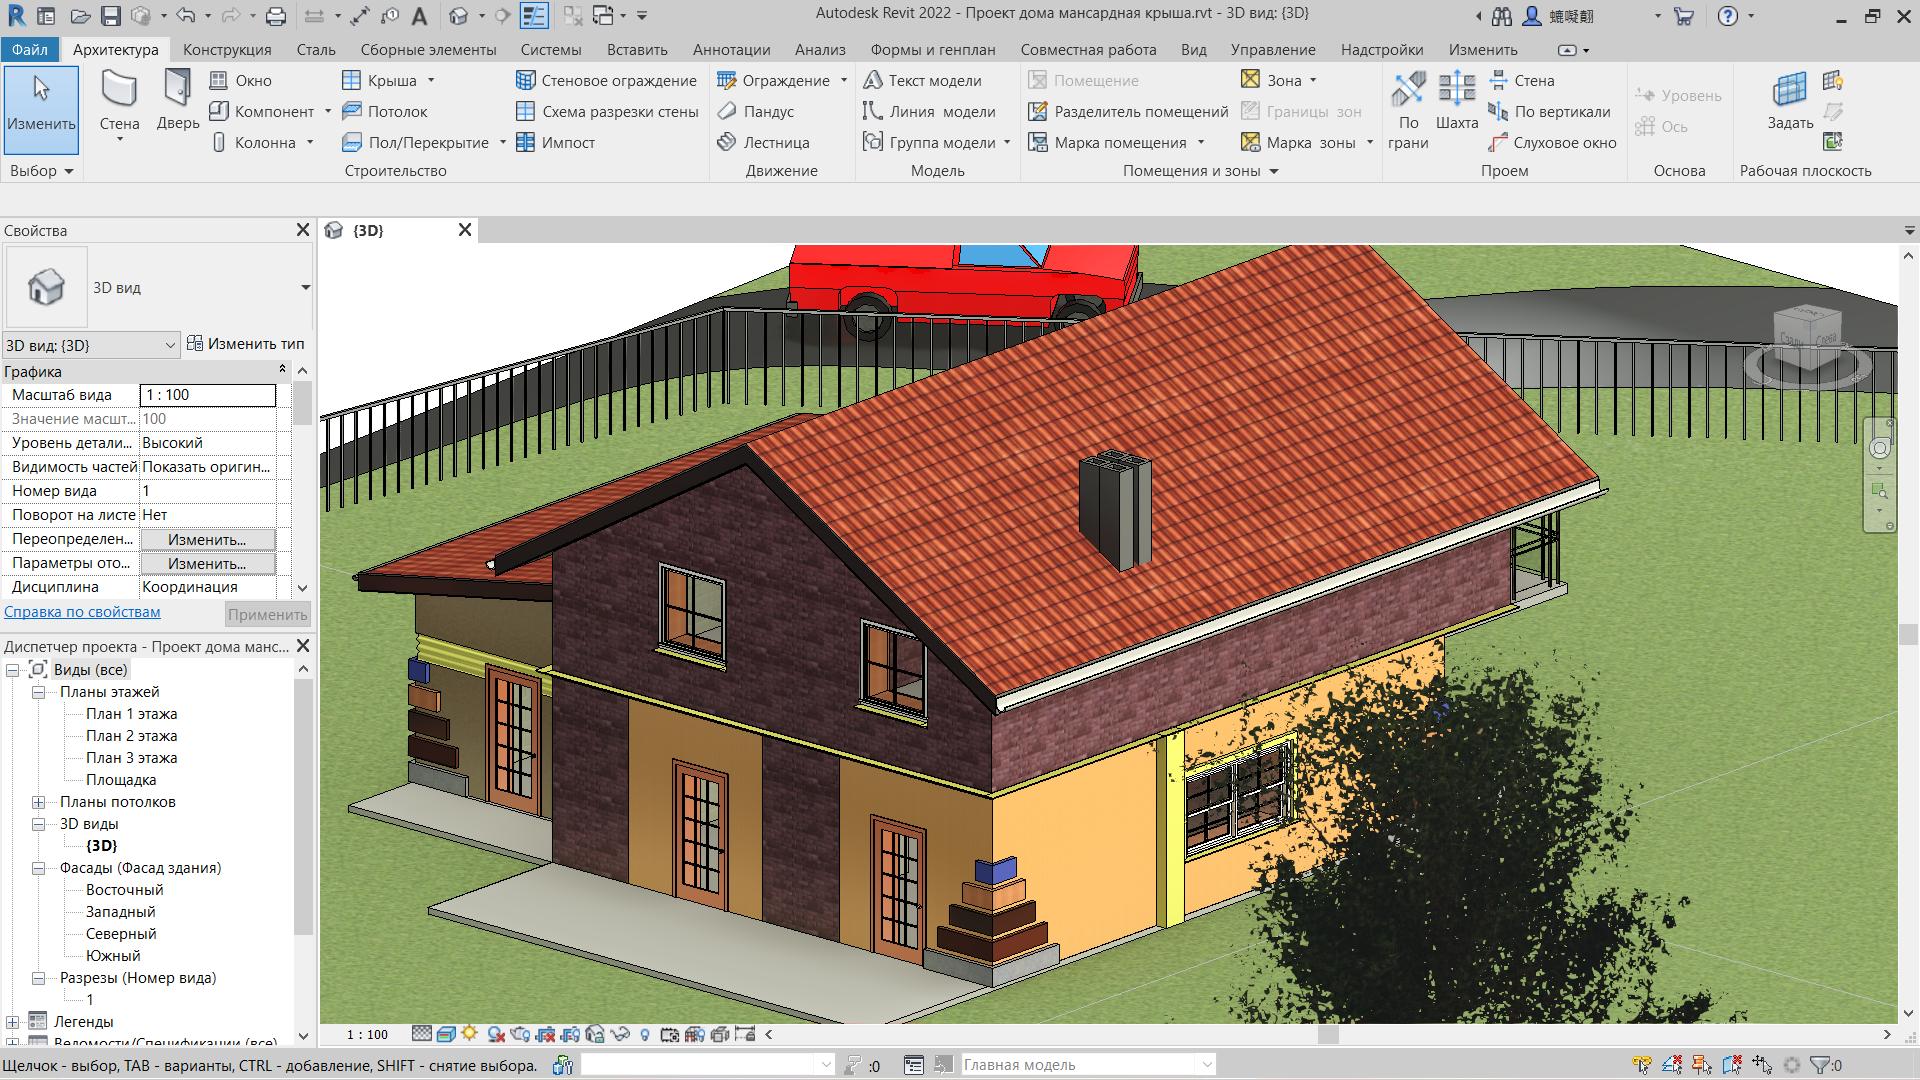 Autodesk Revit 2022 - Проект дома мансардная крыша.rvt - 3D вид: {3D}
Файл Архитектура Конструкция Сталь Сборные элементы Системы Вставить Аннотации Анализ Формы и генплан Совместная работа Вид Управление Надстройки Изменить
Изменить
Выбор
Стена
Дверь
Окно
Компонент
Колонна
Крыша
Потолок
Пол/Перекрытие
Стеновое ограждение
Схема разрезки стены
Импост
Строительство
Ограждение
Пандус
Лестница
Движение
Текст модели
Линия модели
Группа модели
Модель
Помещение
Разделитель помещений
Марка помещения
Зона
Границы зон
Марка зоны
Помещения и зоны
По грани
Шахта
Стена
По вертикали
Слуховое окно
Проем
Уровень
Ось
Основа
Задать
Рабочая плоскость
Свойства
{3D}
3D вид
3D вид: {3D}
Изменить тип
Графика
Масштаб вида 1 : 100
Значение масшт... 100
Уровень детали... Высокий
Видимость частей Показать оригин...
Номер вида 1
Поворот на листе Нет
Переопределен... Изменить...
Параметры ото... Изменить...
Дисциплина Координация
Справка по свойствам
Применить
Диспетчер проекта - Проект дома манс...
Виды (все)
Планы этажей
План 1 этажа
План 2 этажа
План 3 этажа
Площадка
Планы потолков
3D виды
{3D}
Фасады (Фасад здания)
Восточный
Западный
Северный
Южный
Разрезы (Номер вида)
1
Легенды
Ведомости/Спецификации (все)
Сзади
Слева
1 : 100
Щелчок - выбор, TAB - варианты, CTRL - добавление, SHIFT - снятие выбора.
:0
Главная модель
:0